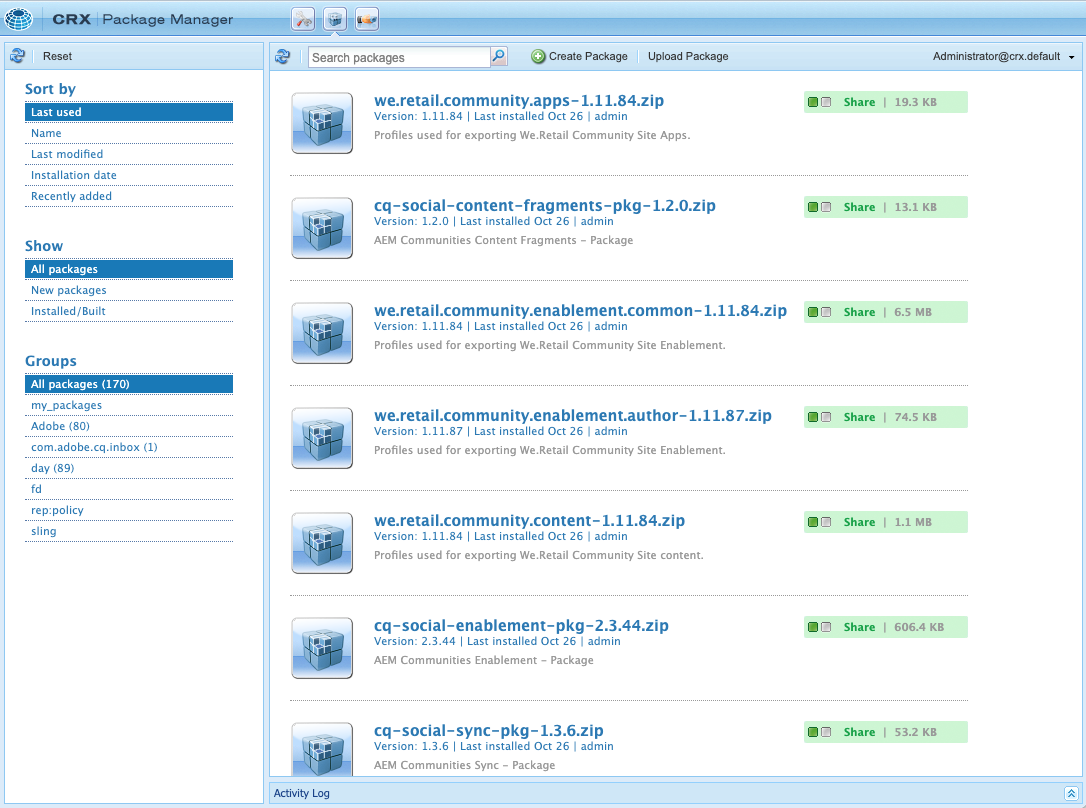 CRX Package Manager
Reset
Search packages
Create Package
Upload Package
Administrator@crx.default
Sort by
Last used
Name
Last modified
Installation date
Recently added
Show
All packages
New packages
Installed/Built
Groups
All packages (170)
my_packages
Adobe (80)
com.adobe.cq.inbox (1)
day (89)
fd
rep:policy
sling
we.retail.community.apps-1.11.84.zip
Version: 1.11.84 | Last installed Oct 26 | admin
Profiles used for exporting We.Retail Community Site Apps.
Share | 19.3 KB
cq-social-content-fragments-pkg-1.2.0.zip
Version: 1.2.0 | Last installed Oct 26 | admin
AEM Communities Content Fragments - Package
Share | 13.1 KB
we.retail.community.enablement.common-1.11.84.zip
Version: 1.11.84 | Last installed Oct 26 | admin
Profiles used for exporting We.Retail Community Site Enablement.
Share | 6.5 MB
we.retail.community.enablement.author-1.11.87.zip
Version: 1.11.87 | Last installed Oct 26 | admin
Profiles used for exporting We.Retail Community Site Enablement.
Share | 74.5 KB
we.retail.community.content-1.11.84.zip
Version: 1.11.84 | Last installed Oct 26 | admin
Profiles used for exporting We.Retail Community Site content.
Share | 1.1 MB
cq-social-enablement-pkg-2.3.44.zip
Version: 2.3.44 | Last installed Oct 26 | admin
AEM Communities Enablement - Package
Share | 606.4 KB
cq-social-sync-pkg-1.3.6.zip
Version: 1.3.6 | Last installed Oct 26 | admin
AEM Communities Sync - Package
Share | 53.2 KB
Activity Log